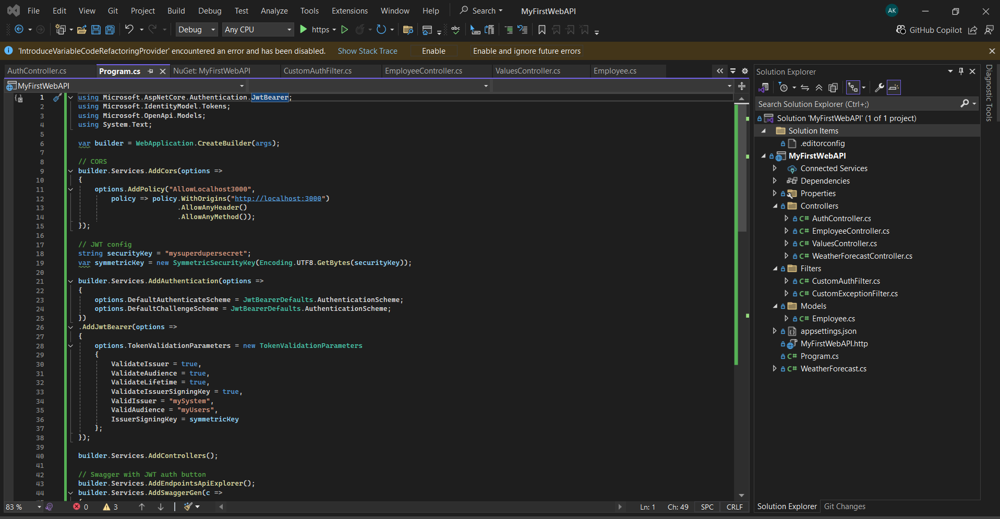 File Edit View Git Project Build Debug Test Analyze Tools Extensions Window Help Search MyFirstWebAPI AK
Debug Any CPU https abc GitHub Copilot
'IntroduceVariableCodeRefactoringProvider' encountered an error and has been disabled. Show Stack Trace Enable Enable and ignore future errors
AuthController.cs Program.cs NuGet: MyFirstWebAPI CustomAuthFilter.cs EmployeeController.cs ValuesController.cs Employee.cs
MyFirstWebAPI
1 using Microsoft.AspNetCore.Authentication.JwtBearer;
2 using Microsoft.IdentityModel.Tokens;
3 using Microsoft.OpenApi.Models;
4 using System.Text;
5
6 var builder = WebApplication.CreateBuilder(args);
7
8 // CORS
9 builder.Services.AddCors(options =>
10 {
11 options.AddPolicy("AllowLocalhost3000",
12 policy => policy.WithOrigins("http://localhost:3000")
13 .AllowAnyHeader()
14 .AllowAnyMethod());
15 });
16
17 // JWT config
18 string securityKey = "mysuperdupersecret";
19 var symmetricKey = new SymmetricSecurityKey(Encoding.UTF8.GetBytes(securityKey));
20
21 builder.Services.AddAuthentication(options =>
22 {
23 options.DefaultAuthenticateScheme = JwtBearerDefaults.AuthenticationScheme;
24 options.DefaultChallengeScheme = JwtBearerDefaults.AuthenticationScheme;
25 })
26 .AddJwtBearer(options =>
27 {
28 options.TokenValidationParameters = new TokenValidationParameters
29 {
30 ValidateIssuer = true,
31 ValidateAudience = true,
32 ValidateLifetime = true,
33 ValidateIssuerSigningKey = true,
34 ValidIssuer = "mySystem",
35 ValidAudience = "myUsers",
36 IssuerSigningKey = symmetricKey
37 };
38 });
39
40 builder.Services.AddControllers();
41
42 // Swagger with JWT auth button
43 builder.Services.AddEndpointsApiExplorer();
44 builder.Services.AddSwaggerGen(c =>
83 % 0 3 Ln: 1 Ch: 49 SPC CRLF
Solution Explorer
Search Solution Explorer (Ctrl+;)
Solution 'MyFirstWebAPI' (1 of 1 project)
Solution Items
.editorconfig
MyFirstWebAPI
Connected Services
Dependencies
Properties
Controllers
C# AuthController.cs
C# EmployeeController.cs
C# ValuesController.cs
C# WeatherForecastController.cs
Filters
C# CustomAuthFilter.cs
C# CustomExceptionFilter.cs
Models
C# Employee.cs
appsettings.json
MyFirstWebAPI.http
C# Program.cs
C# WeatherForecast.cs
Solution Explorer Git Changes
Diagnostic Tools